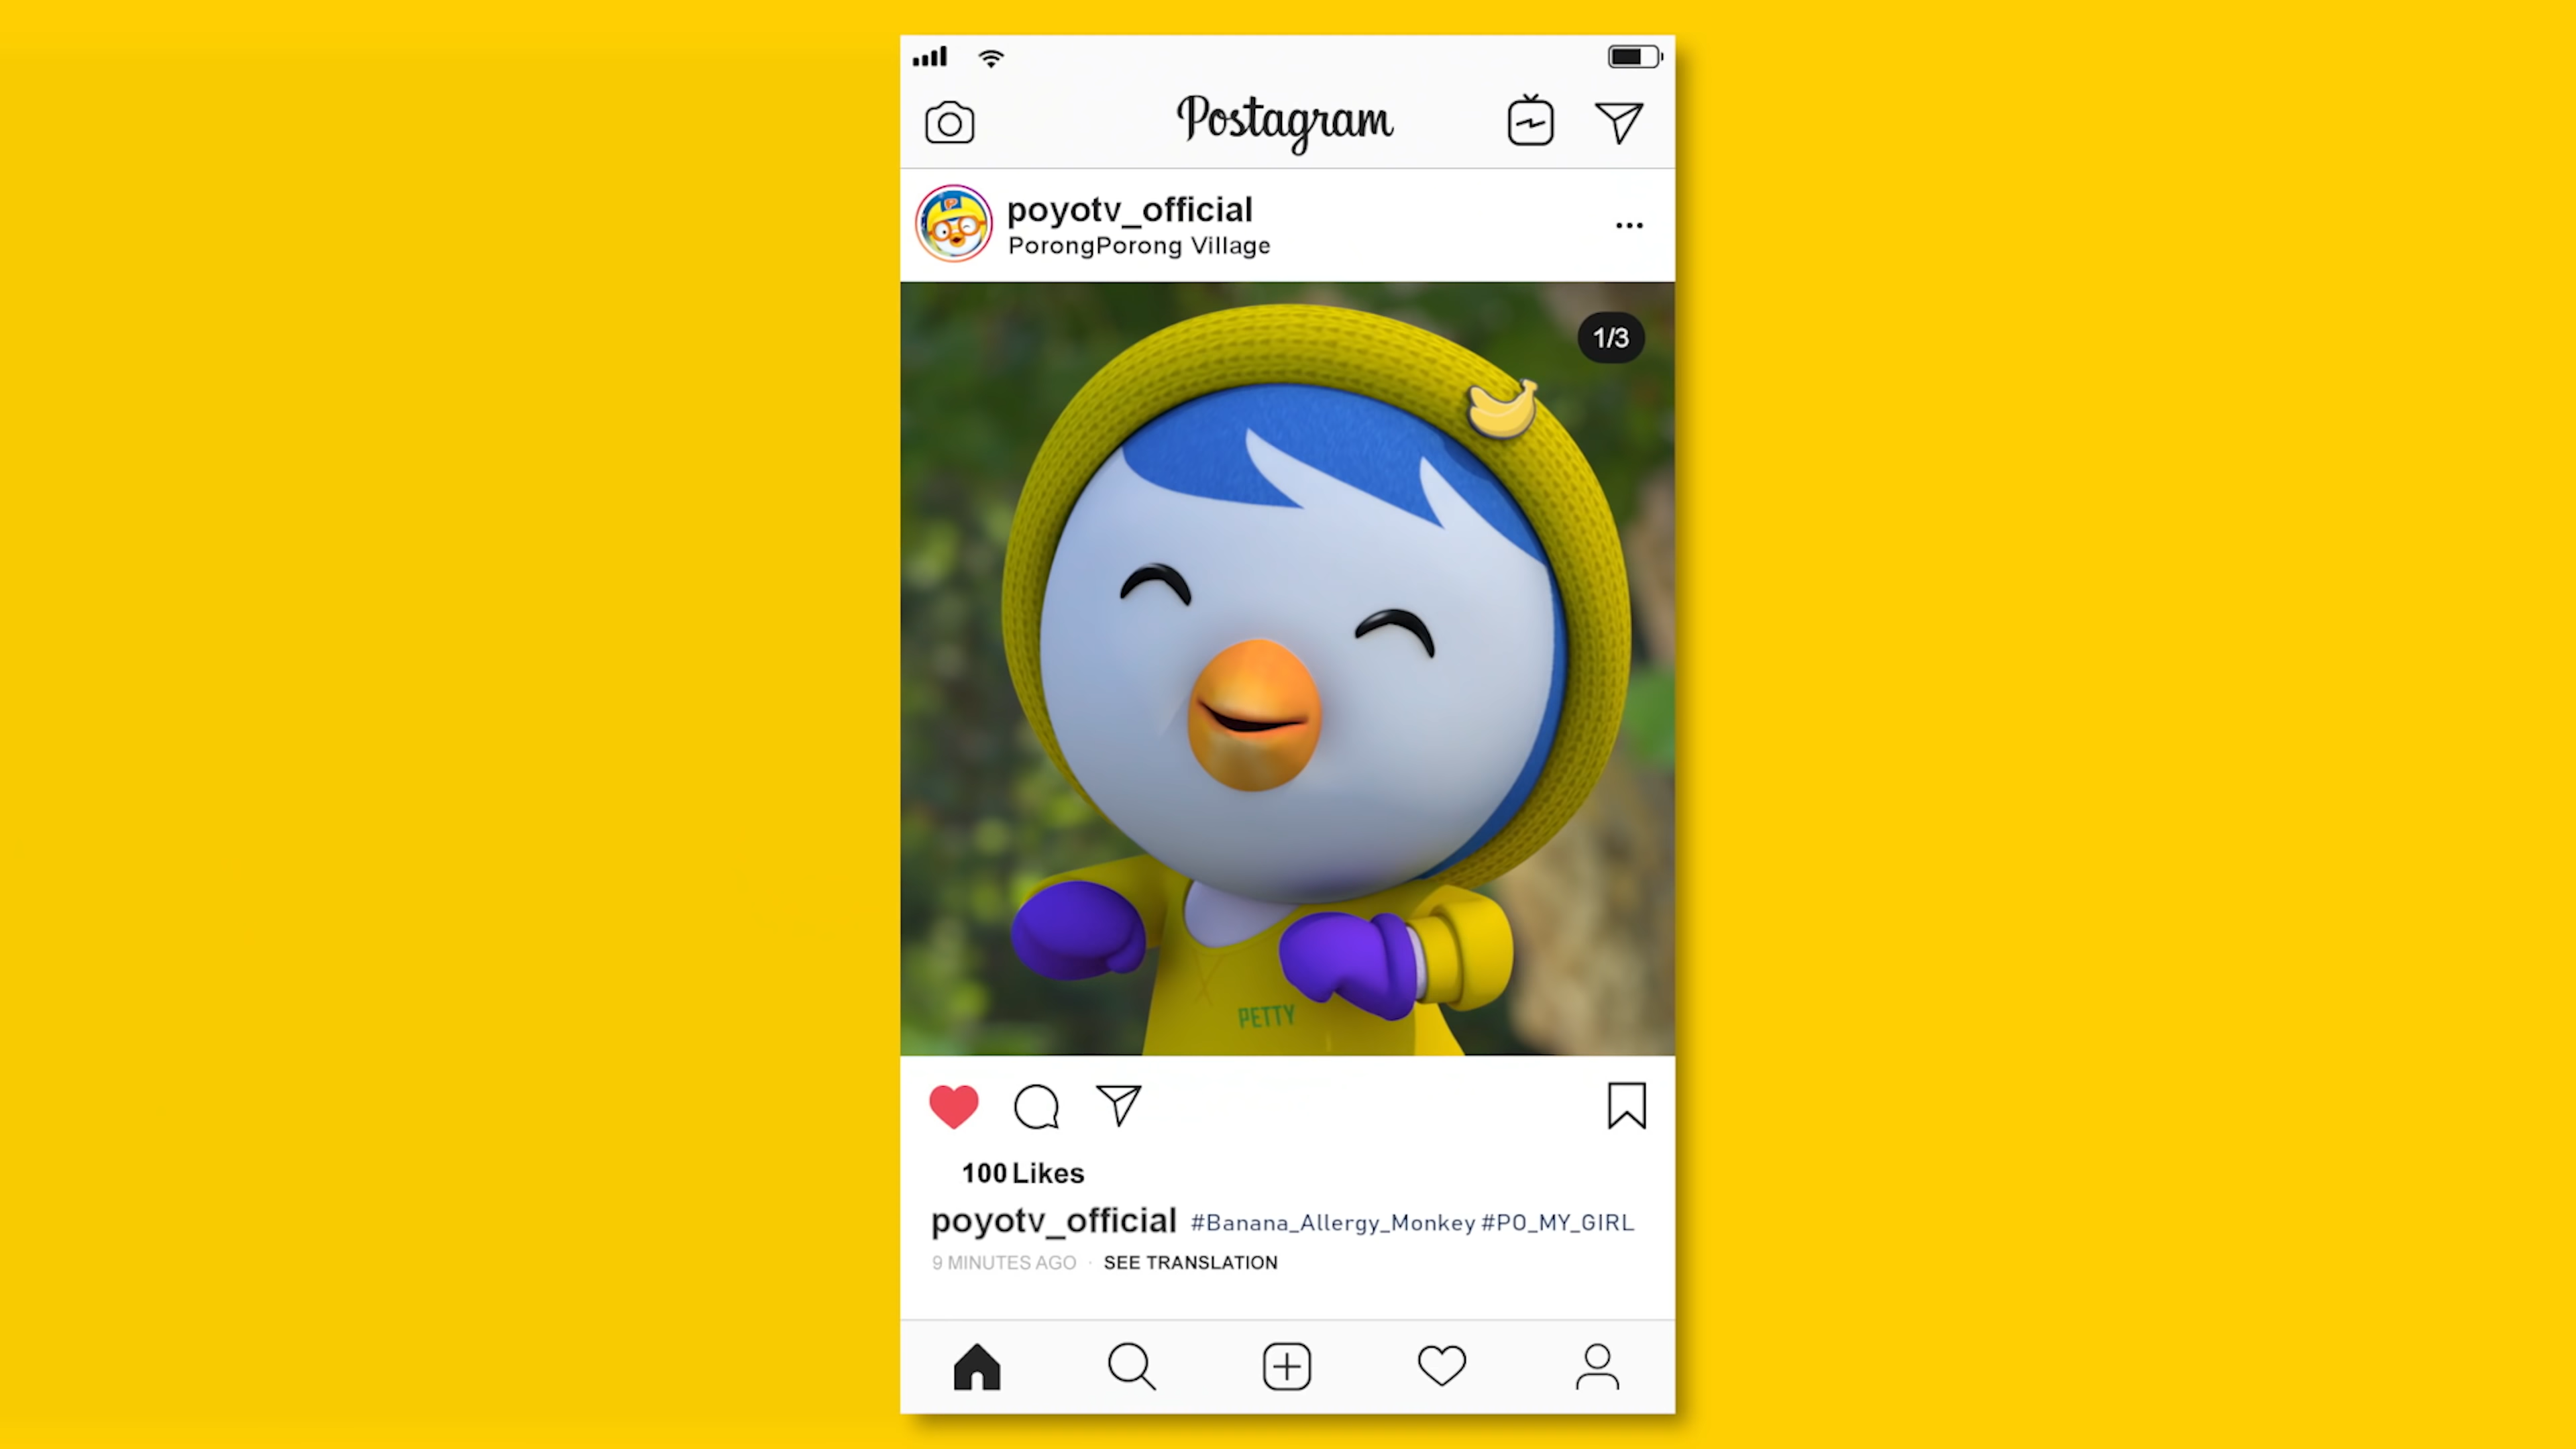 Postagram
poyotv_official
PorongPorong Village
1/3
PETTY
100 Likes
poyotv_official #Banana_Allergy_Monkey #PO_MY_GIRL
9 MINUTES AGO · SEE TRANSLATION